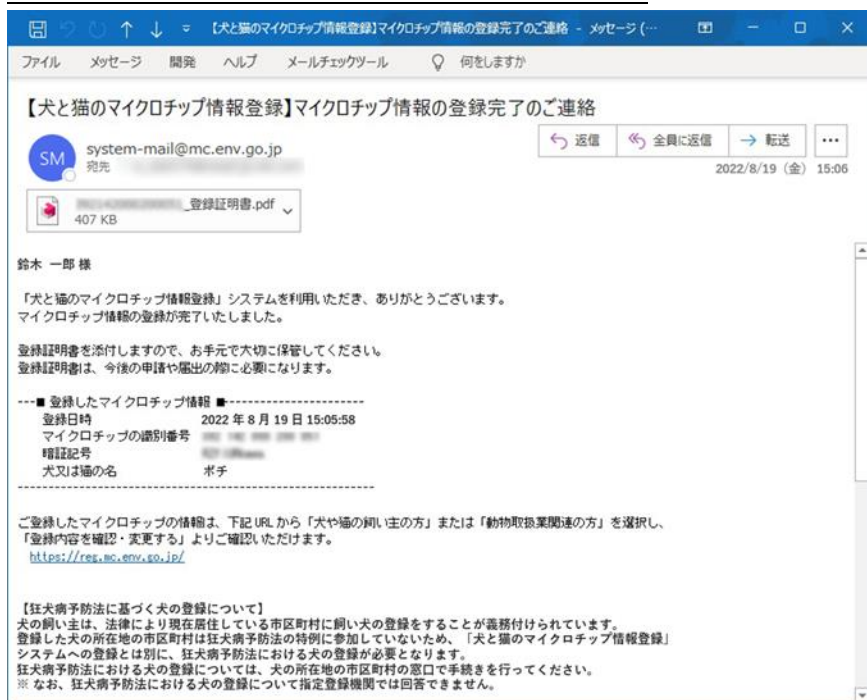 【犬と猫のマイクロチップ情報登録】マイクロチップ情報の登録完了のご連絡 - メッセージ (…
ファイル メッセージ 開発 ヘルプ メールチェックツール 何をしますか
【犬と猫のマイクロチップ情報登録】マイクロチップ情報の登録完了のご連絡
SM
system-mail@mc.env.go.jp
宛先
返信 全員に返信 転送 …
2022/8/19 (金) 15:06
_登録証明書.pdf
407 KB
鈴木 一郎 様
「犬と猫のマイクロチップ情報登録」システムを利用いただき、ありがとうございます。
マイクロチップ情報の登録が完了いたしました。
登録証明書を添付しますので、お手元で大切に保管してください。
登録証明書は、今後の申請や届出の際に必要になります。
---■ 登録したマイクロチップ情報 ■----------------------
登録日時 2022 年 8 月 19 日 15:05:58
マイクロチップの識別番号
暗証記号
犬又は猫の名 ポチ
------------------------------------------------------
ご登録したマイクロチップの情報は、下記 URL から「犬や猫の飼い主の方」または「動物取扱業関連の方」を選択し、
「登録内容を確認・変更する」よりご確認いただけます。
https://reg.mc.env.go.jp/
【狂犬病予防法に基づく犬の登録について】
犬の飼い主は、法律により現在居住している市区町村に飼い犬の登録をすることが義務付けられています。
登録した犬の所在地の市区町村は狂犬病予防法の特例に参加していないため、「犬と猫のマイクロチップ情報登録」
システムへの登録とは別に、狂犬病予防法における犬の登録が必要となります。
狂犬病予防法における犬の登録については、犬の所在地の市区町村の窓口で手続きを行ってください。
※ なお、狂犬病予防法における犬の登録について指定登録機関では回答できません。